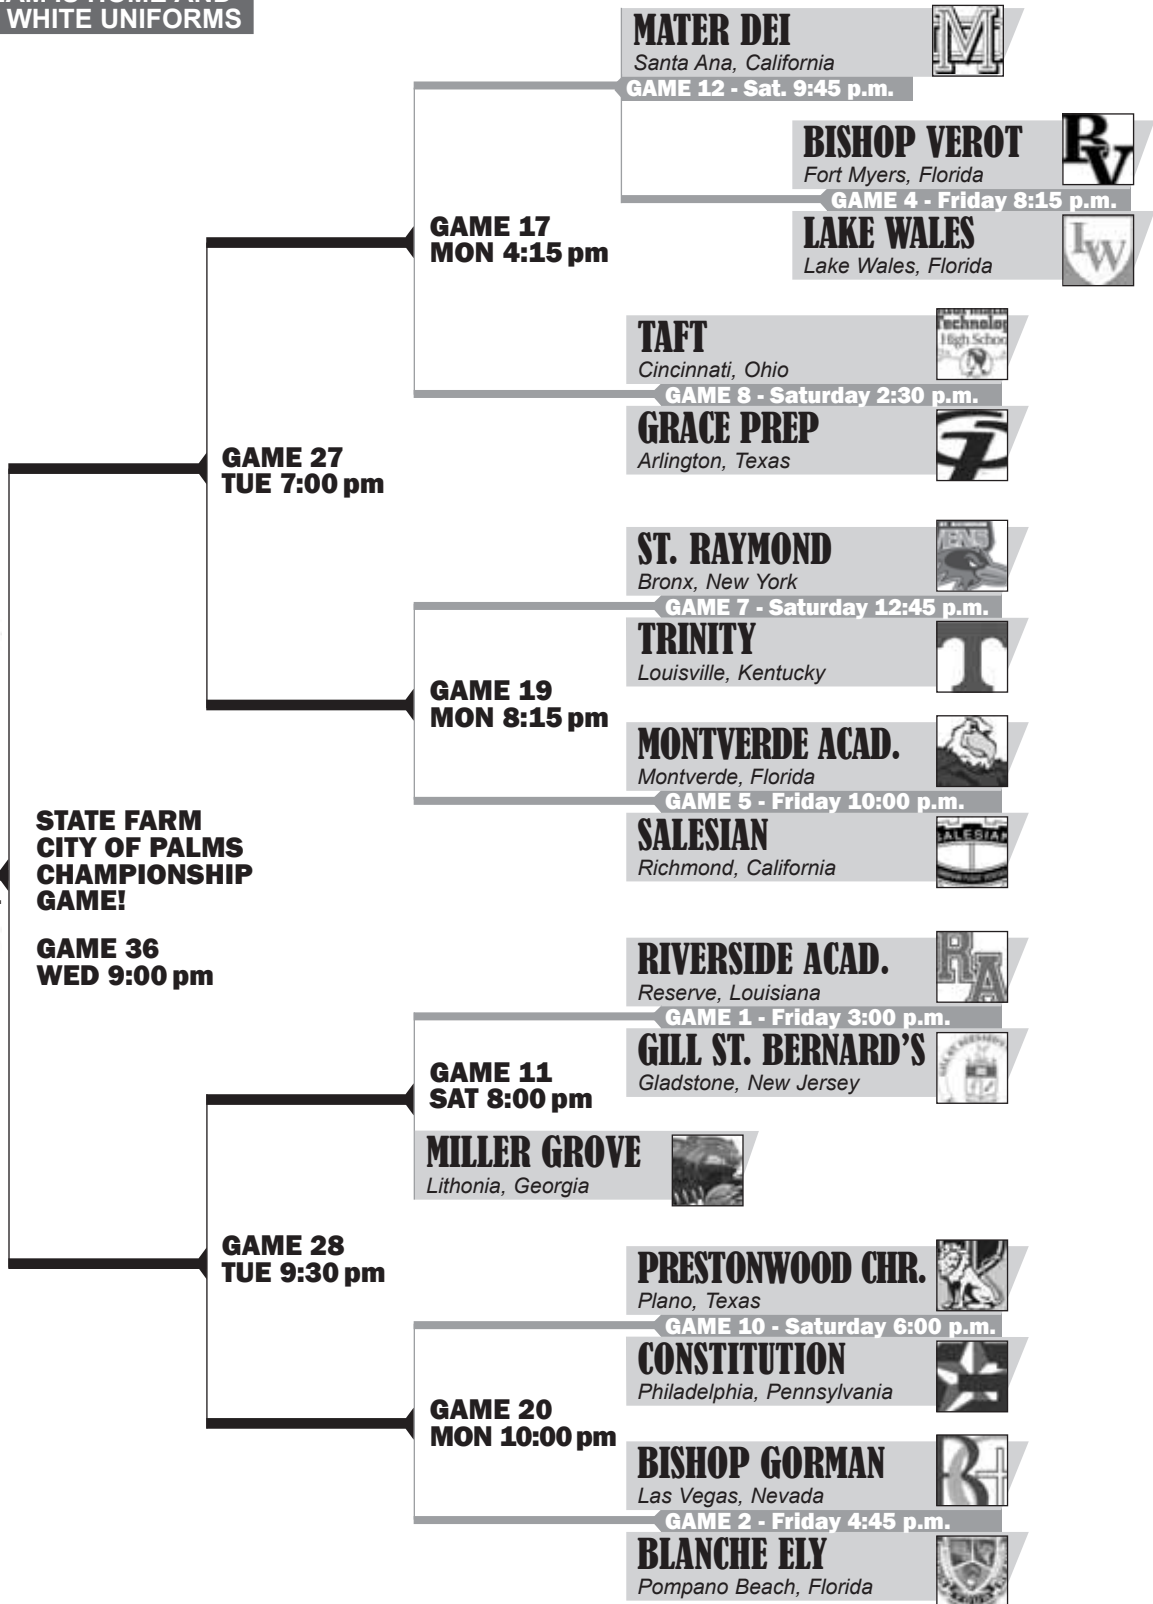 WHITE UNIFORMS
MATER DEI
Santa Ana, California
GAME 12 - Sat. 9:45 p.m.
BISHOP VEROT
Fort Myers, Florida
GAME 4 - Friday 8:15 p.m.
LAKE WALES
Lake Wales, Florida
GAME 17
MON 4:15 pm
TAFT
Cincinnati, Ohio
Technolog
High Schoo
GAME 8 - Saturday 2:30 p.m.
GRACE PREP
Arlington, Texas
GAME 27
TUE 7:00 pm
ST. RAYMOND
Bronx, New York
GAME 7 - Saturday 12:45 p.m.
TRINITY
Louisville, Kentucky
GAME 19
MON 8:15 pm
MONTVERDE ACAD.
Montverde, Florida
GAME 5 - Friday 10:00 p.m.
SALESIAN
Richmond, California
STATE FARM
CITY OF PALMS
CHAMPIONSHIP
GAME!
GAME 36
WED 9:00 pm
RIVERSIDE ACAD.
Reserve, Louisiana
RA
GAME 1 - Friday 3:00 p.m.
GILL ST. BERNARD'S
Gladstone, New Jersey
GAME 11
SAT 8:00 pm
MILLER GROVE
Lithonia, Georgia
GAME 28
TUE 9:30 pm
PRESTONWOOD CHR.
Plano, Texas
GAME 10 - Saturday 6:00 p.m.
CONSTITUTION
Philadelphia, Pennsylvania
GAME 20
MON 10:00 pm
BISHOP GORMAN
Las Vegas, Nevada
GAME 2 - Friday 4:45 p.m.
BLANCHE ELY
Pompano Beach, Florida